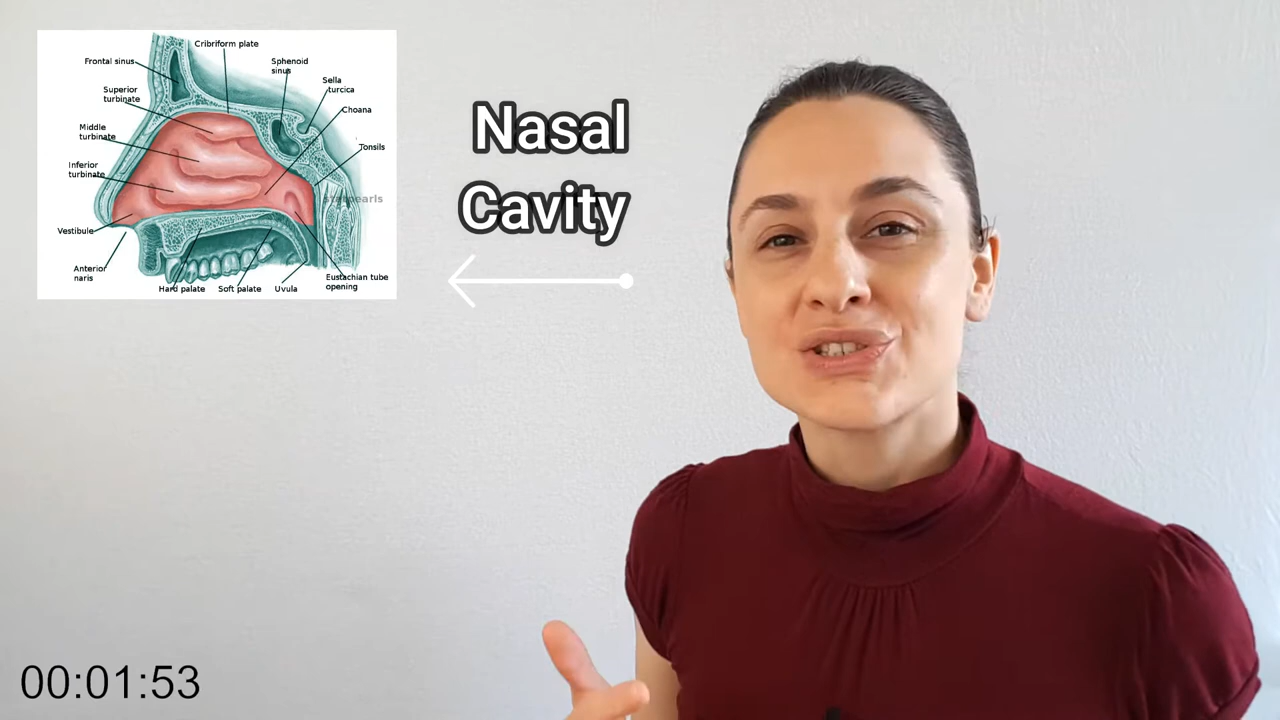 Cribriform plate
Frontal sinus
Sphenoid
sinus
Sella
turcica
Superior
turbinate
Choana
Middle
turbinate
Tonsils
Inferior
turbinate
statpearls
Vestibule
Anterior
naris
Hard palate
Soft palate
Uvula
Eustachian tube
opening
Nasal
Cavity
00:01:53